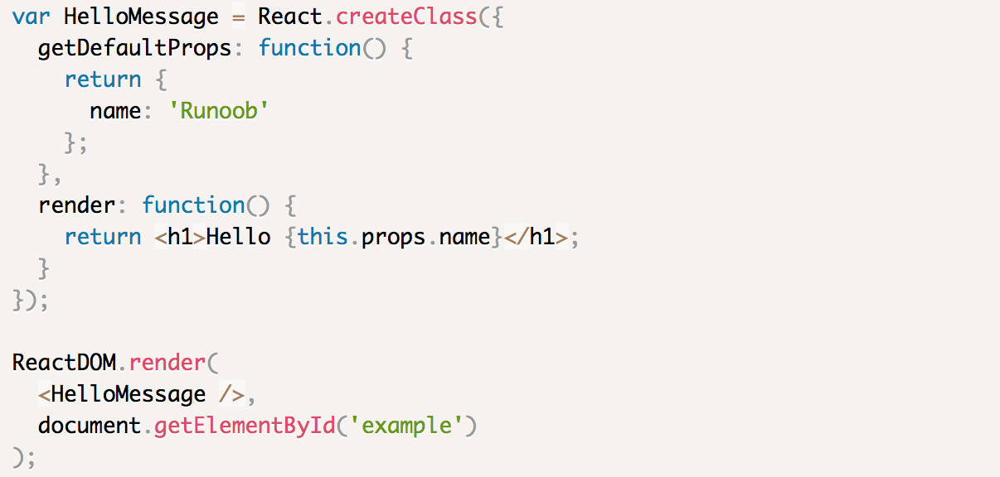 var HelloMessage = React.createClass({
  getDefaultProps: function() {
    return {
      name: 'Runoob'
    };
  },
  render: function() {
    return <h1>Hello {this.props.name}</h1>;
  }
});

ReactDOM.render(
  <HelloMessage />,
  document.getElementById('example')
);